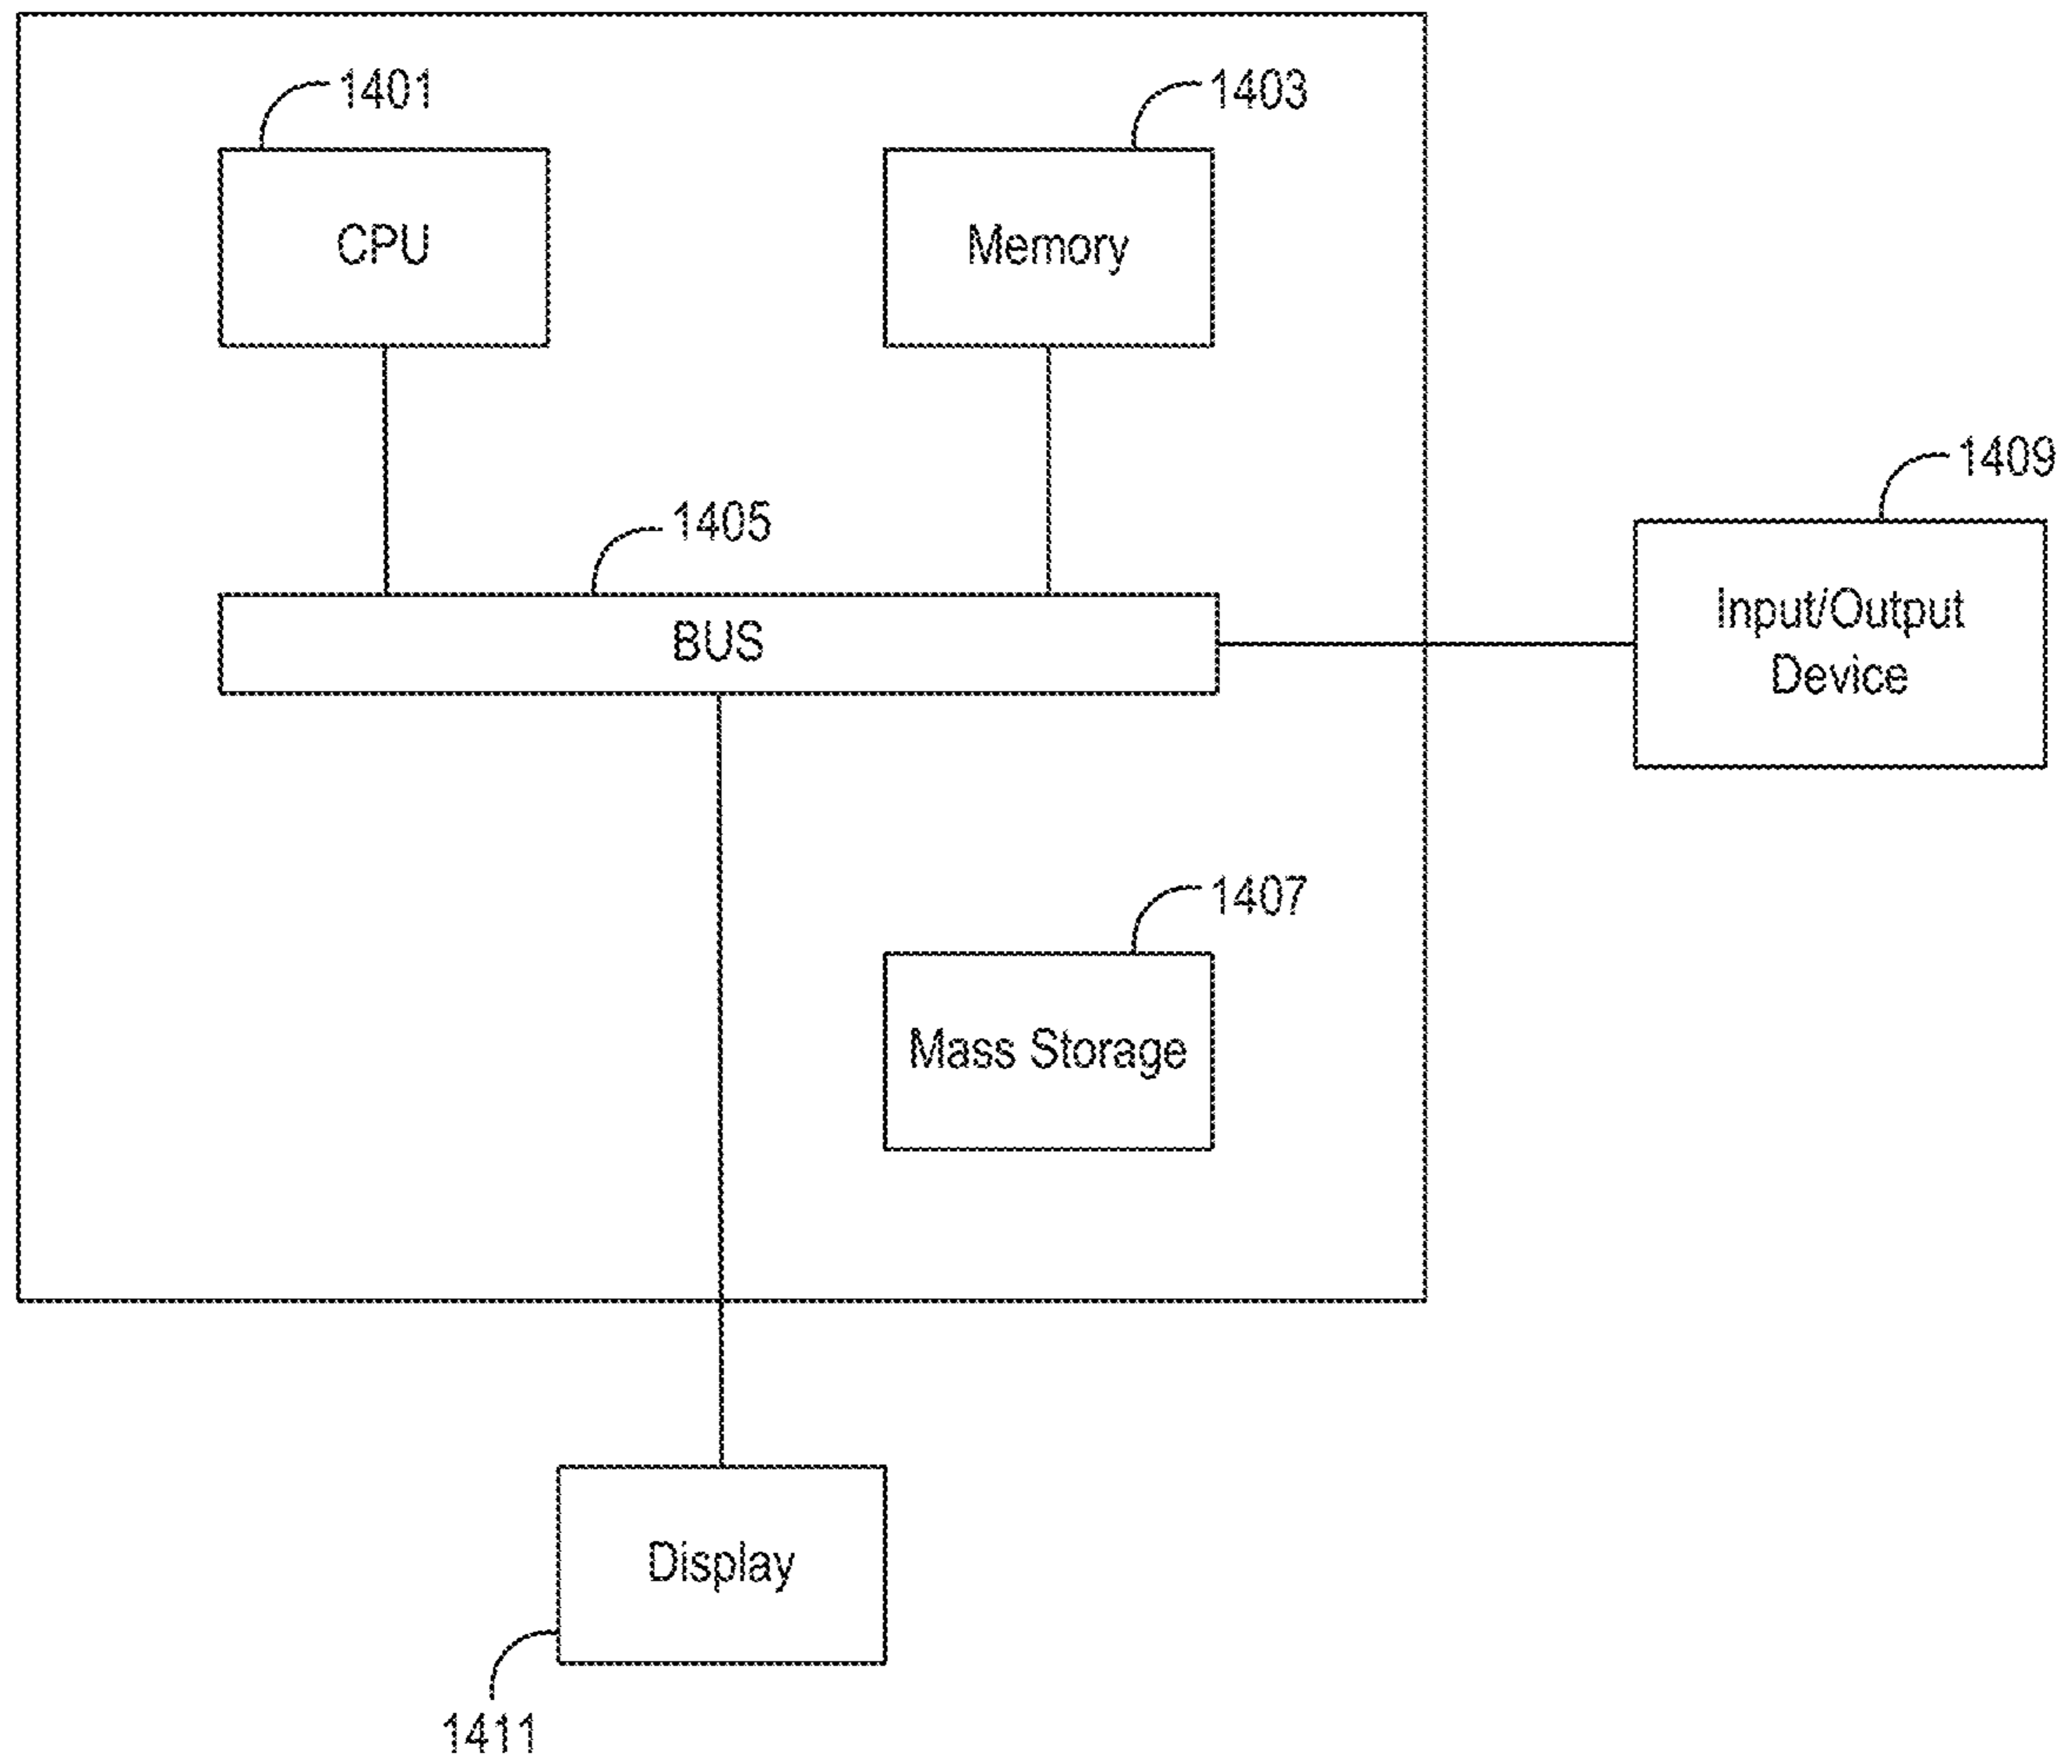 1401
1403
CPU
Memory
1405
1409
BUS
Input/Output
Device
1407
Mass Storage
Display
1411